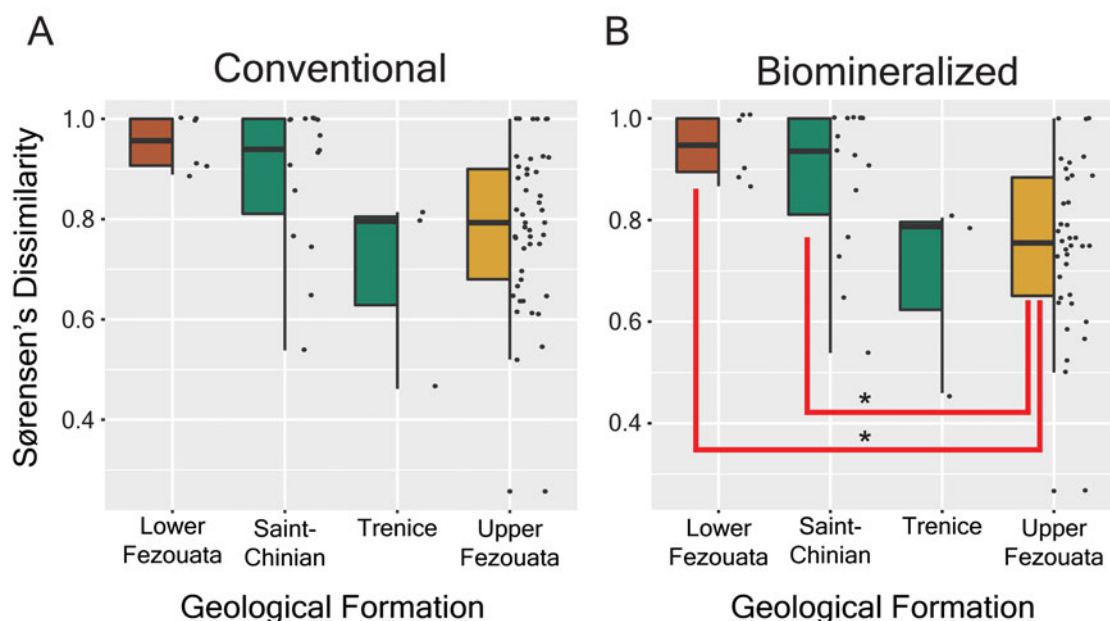 A
B
Conventional
Biomineralized
Sørensen's Dissimilarity
1.0
0.8
0.6
0.4
1.0
0.8
0.6
0.4
*
*
Lower
Fezouata
Saint-
Chinian
Trenice
Upper
Fezouata
Lower
Fezouata
Saint-
Chinian
Trenice
Upper
Fezouata
Geological Formation
Geological Formation